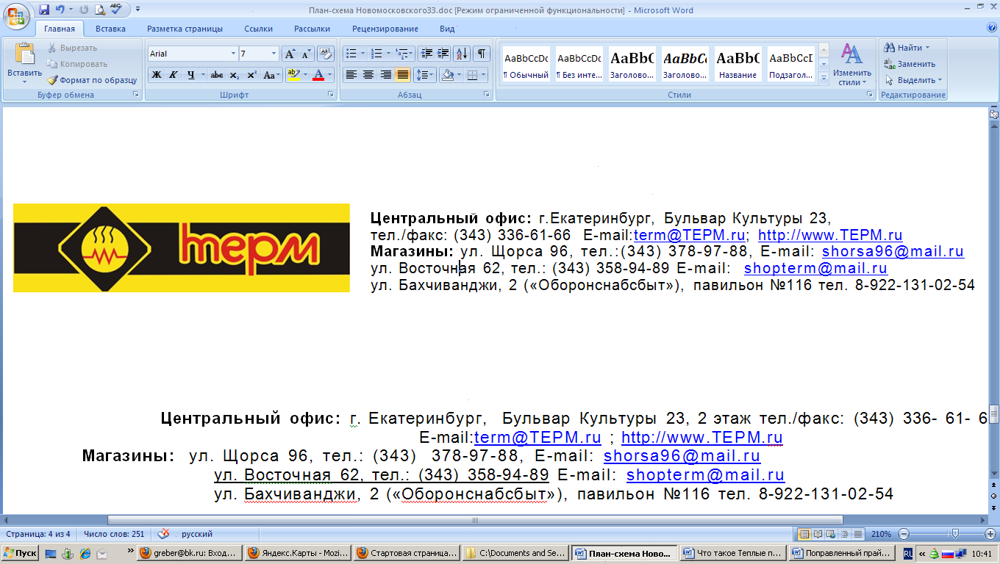 План-схема Новомосковского33.doc [Режим ограниченной функциональности] - Microsoft Word
Главная Вставка Разметка страницы Ссылки Рассылки Рецензирование Вид
Вставить
Вырезать
Копировать
Формат по образцу
Буфер обмена
Arial 7
Ж К Ч abc x₂ x² Aa
Шрифт
Абзац
AaBbCcDc AaBbCcDc AaBbC AaBbCc AaBbC AaBbCcI
¶ Обычный ¶ Без инте... Заголово... Заголово... Название Подзагол...
Стили
Изменить стили
Найти
Заменить
Выделить
Редактирование
терм
Центральный офис: г.Екатеринбург, Бульвар Культуры 23,
тел./факс: (343) 336-61-66 E-mail:term@ТЕРМ.ru; http://www.ТЕРМ.ru
Магазины: ул. Щорса 96, тел.:(343) 378-97-88, E-mail: shorsa96@mail.ru
ул. Восточная 62, тел.: (343) 358-94-89 E-mail: shopterm@mail.ru
ул. Бахчиванджи, 2 («Оборонснабсбыт»), павильон №116 тел. 8-922-131-02-54
Центральный офис: г. Екатеринбург, Бульвар Культуры 23, 2 этаж тел./факс: (343) 336- 61- 6
E-mail:term@ТЕРМ.ru ; http://www.ТЕРМ.ru
Магазины: ул. Щорса 96, тел.: (343) 378-97-88, E-mail: shorsa96@mail.ru
ул. Восточная 62, тел.: (343) 358-94-89 E-mail: shopterm@mail.ru
ул. Бахчиванджи, 2 («Оборонснабсбыт»), павильон №116 тел. 8-922-131-02-54
Страница: 4 из 4 Число слов: 251 русский 210%
Пуск » greber@bk.ru: Вход... Яндекс.Карты - Mozi... Стартовая страница... C:\Documents and Se... План-схема Ново... Что такое Теплые п... Поправленный прай... RU « 10:41